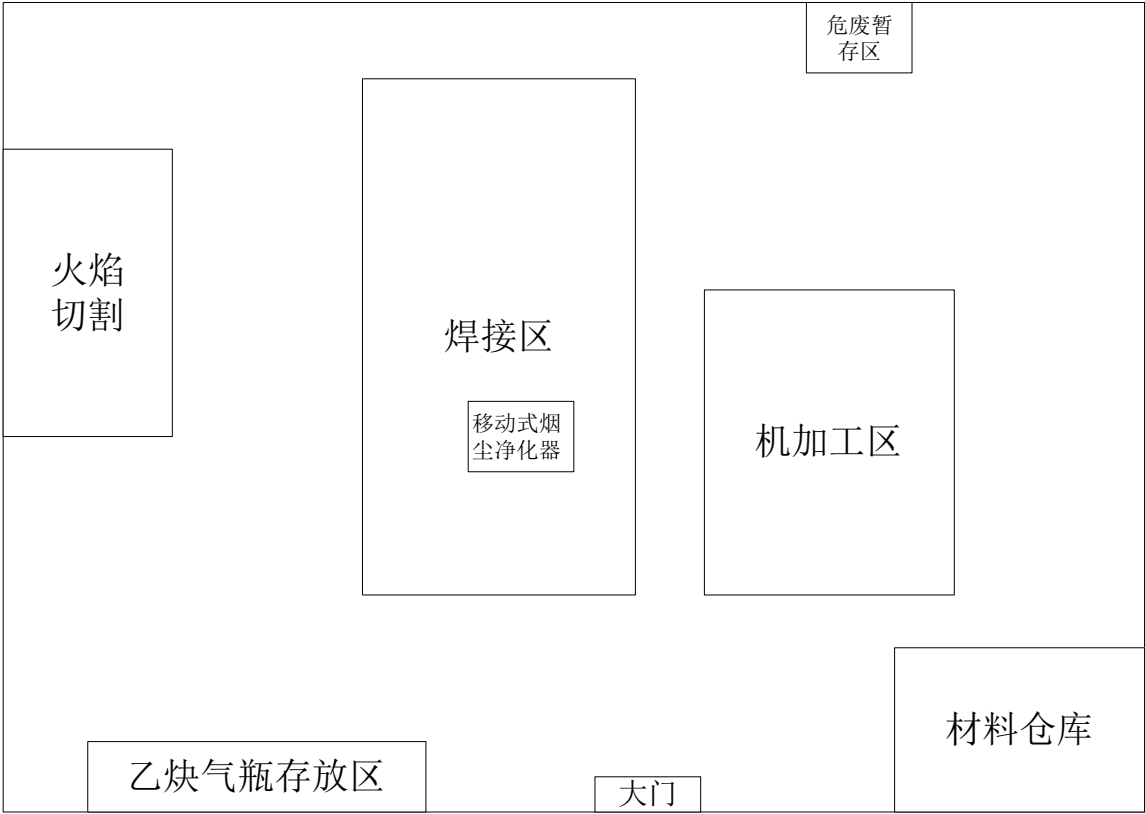 危废暂
存区
火焰
切割
焊接区
移动式烟
尘净化器
机加工区
材料仓库
乙炔气瓶存放区
大门